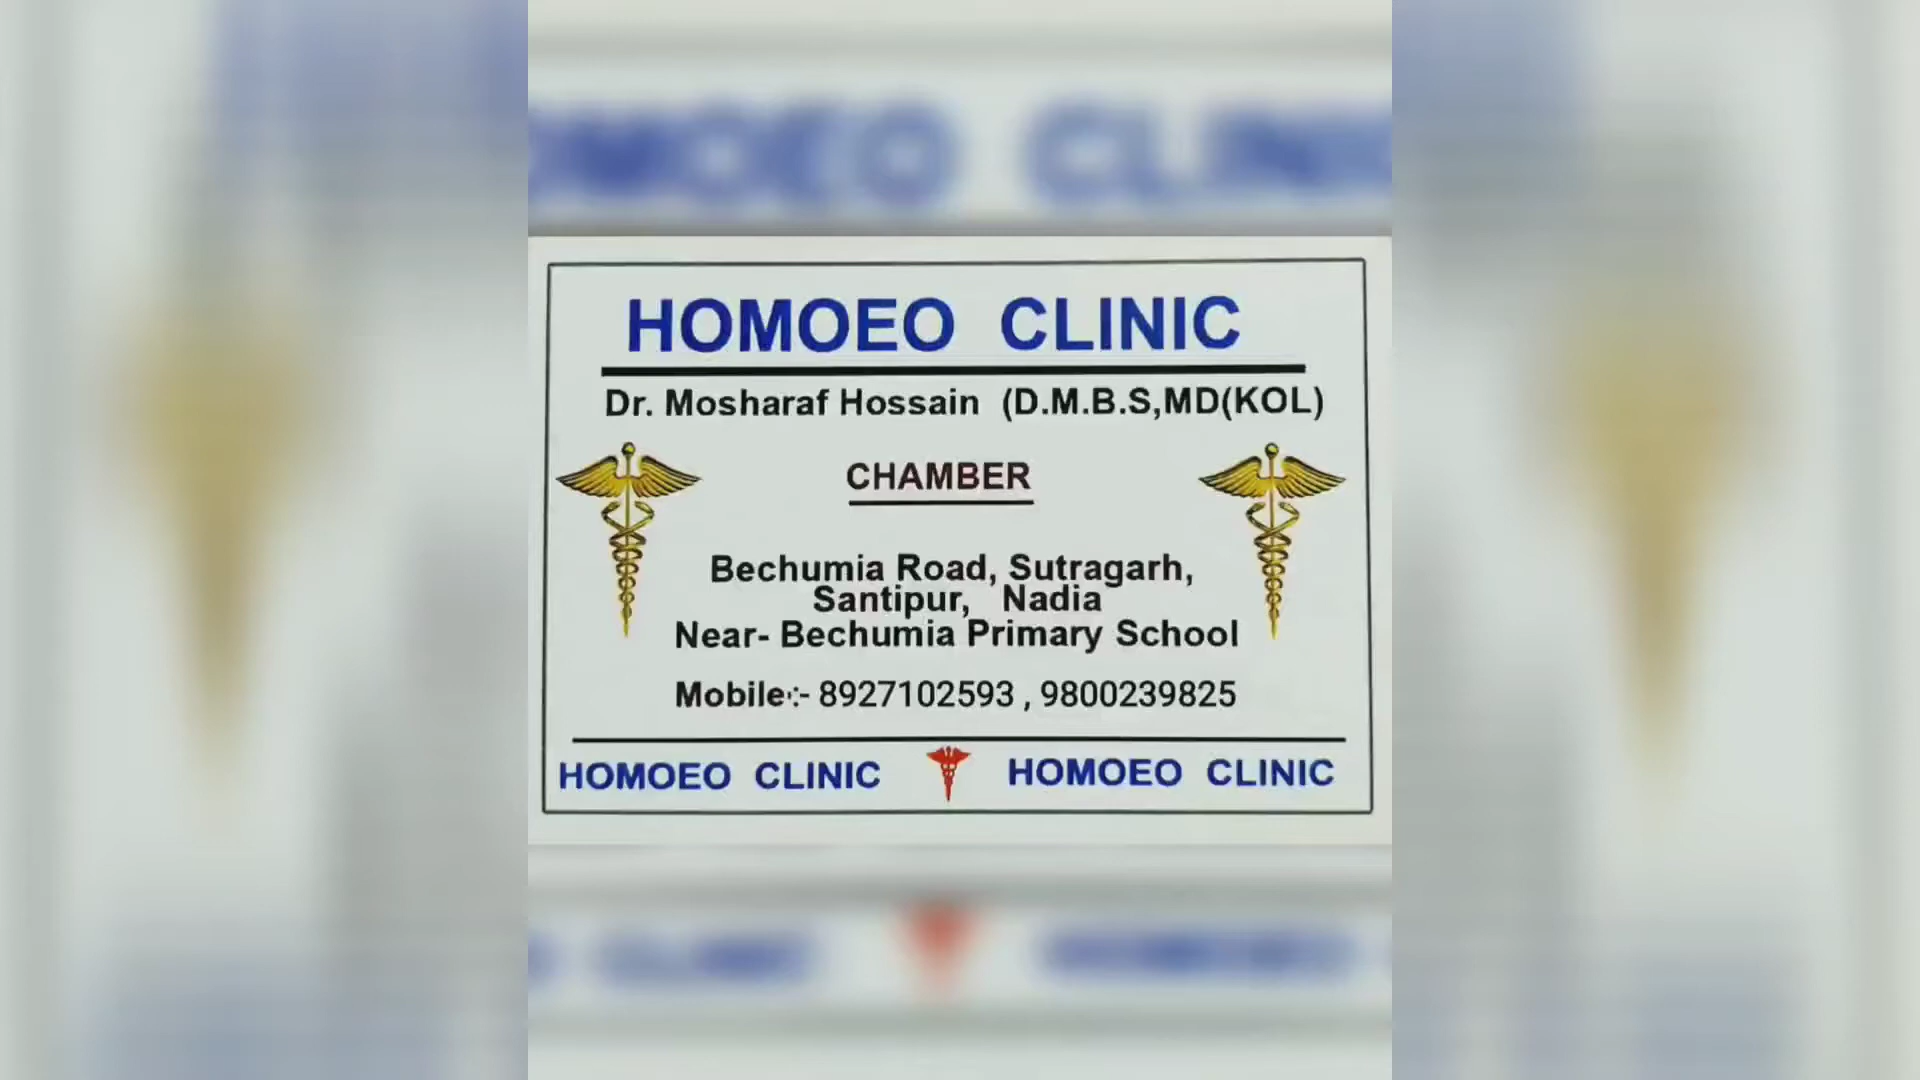 HOMOEO CLINIC
Dr. Mosharaf Hossain (D.M.B.S,MD(KOL)
CHAMBER
Bechumia Road, Sutragarh,
Santipur, Nadia
Near- Bechumia Primary School
Mobile:- 8927102593 , 9800239825
HOMOEO CLINIC HOMOEO CLINIC